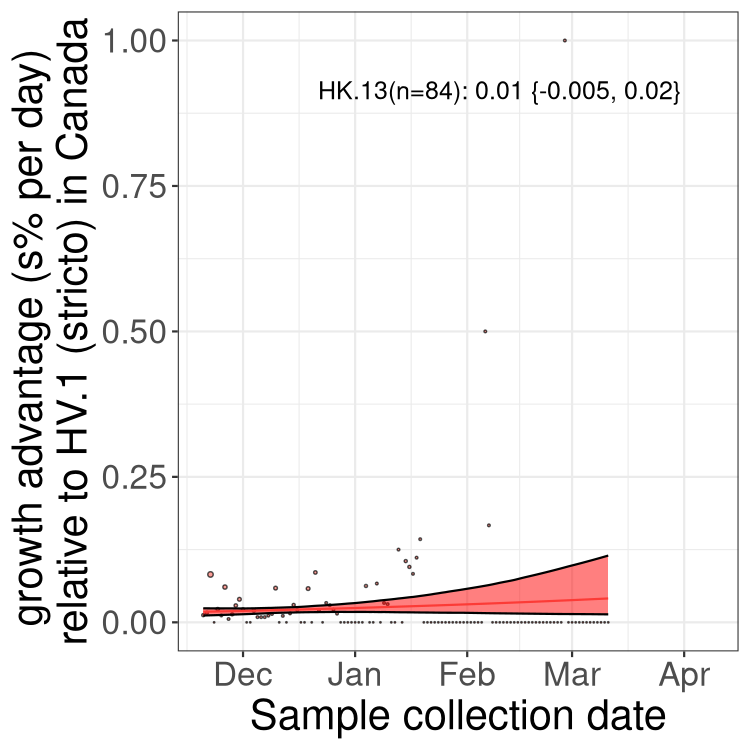 growth advantage (s% per day)
relative to HV.1 (stricto) in Canada
1.00
0.75
0.50
0.25
0.00
HK.13(n=84): 0.01 {-0.005, 0.02}
Dec Jan Feb Mar Apr
Sample collection date